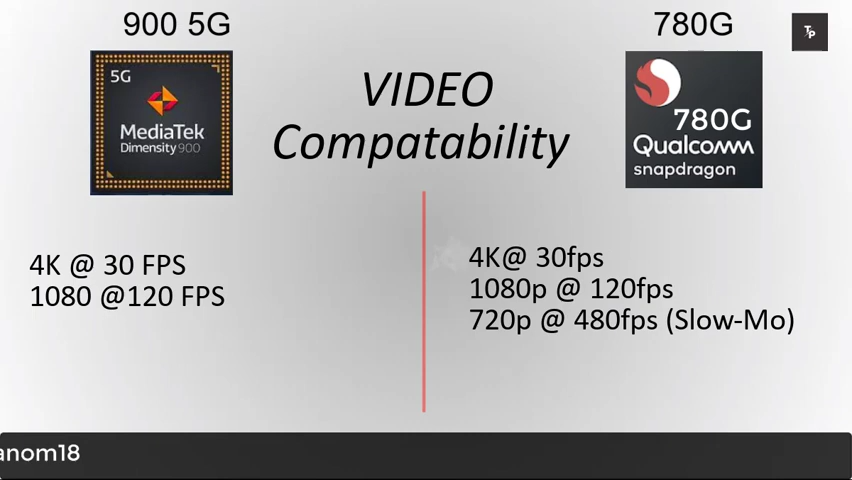 900 5G
780G
TP
5G
MediaTek
Dimensity 900
VIDEO
Compatability
780G
Qualcomm
snapdragon
4K @ 30 FPS
1080 @120 FPS
4K@ 30fps
1080p @ 120fps
720p @ 480fps (Slow-Mo)
anom18